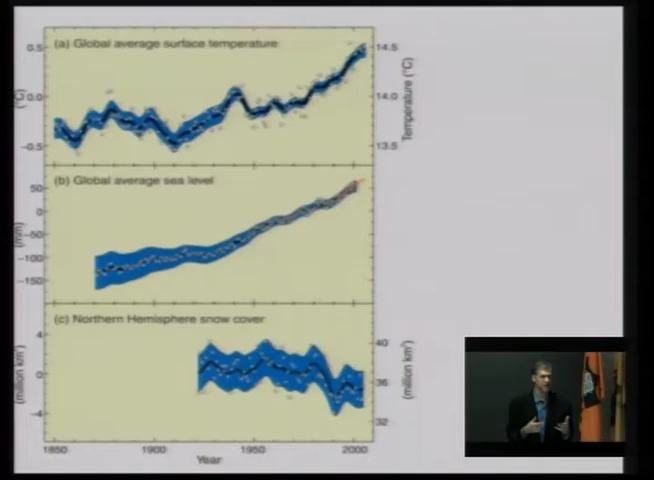 (a) Global average surface temperature
0.5
0.0
-0.5
14.5
14.0
13.5
(°C)
Temperature (°C)
(b) Global average sea level
50
0
-50
-100
-150
(mm)
(c) Northern Hemisphere snow cover
4
0
-4
40
36
32
(million km²)
(million km²)
1850 1900 1950 2000
Year